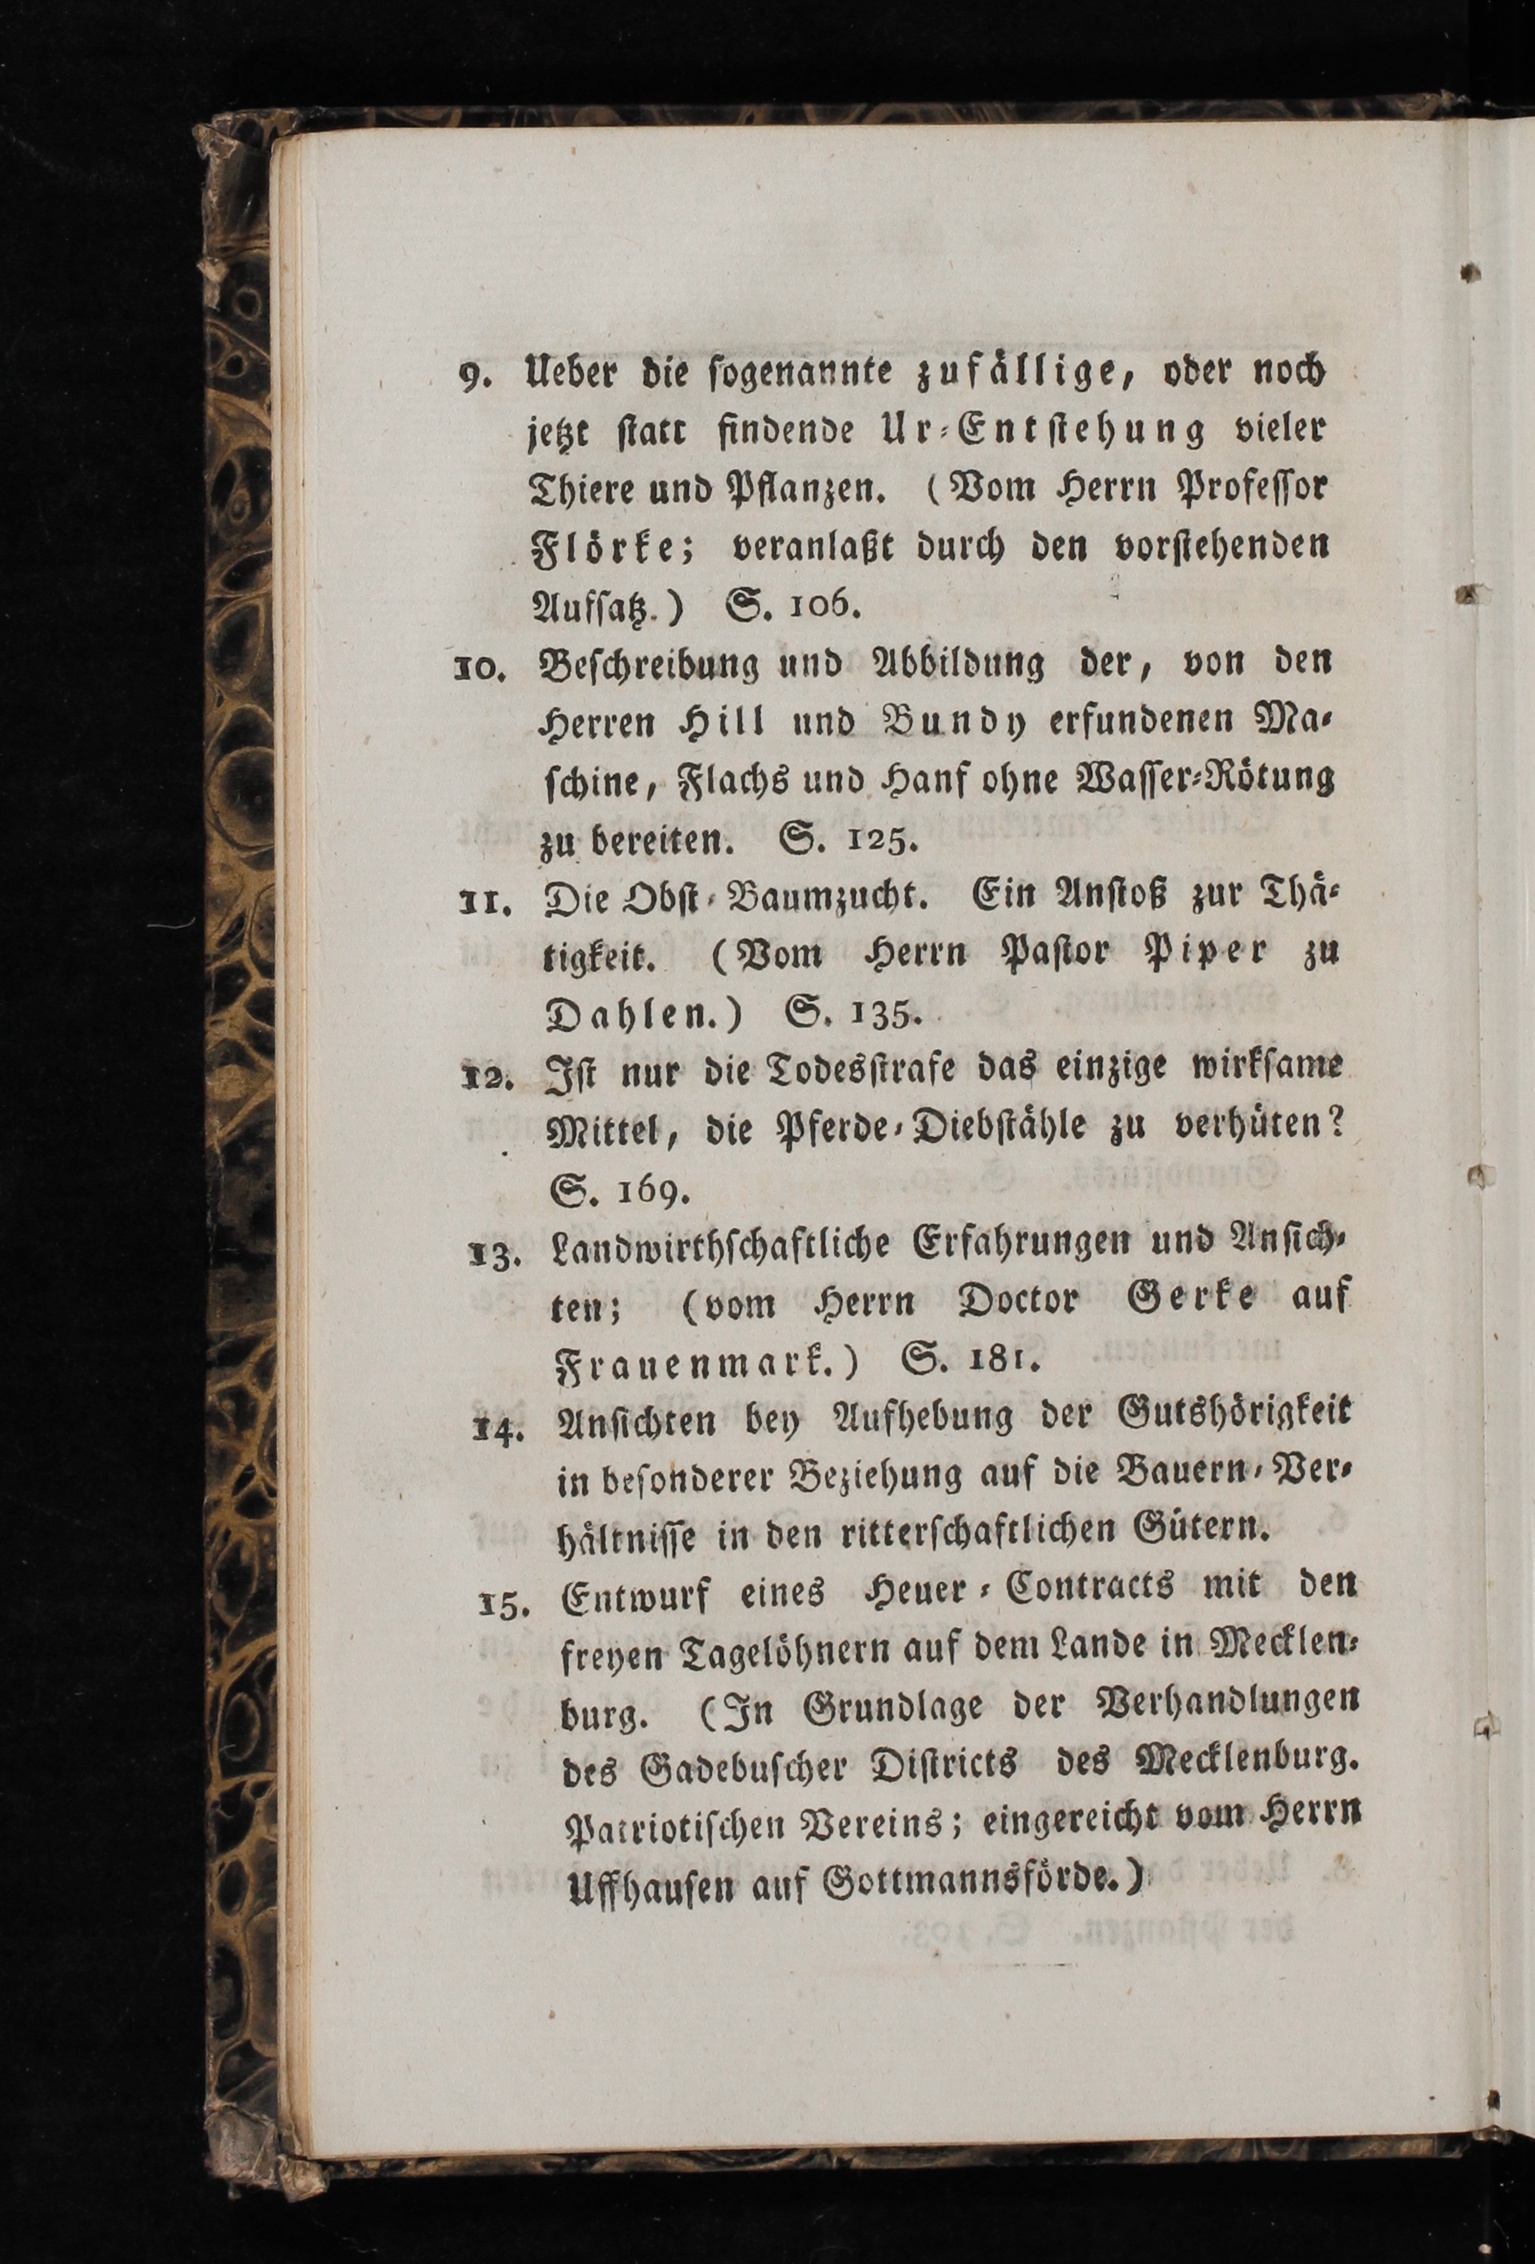 9. Ueber die ſogenannte zufällige, oder noch
jetzt ſtatt findende Ur-Entſtehung vieler
Thiere und Pflanzen. (Vom Herrn Profeſſor
Flörke; veranlaßt durch den vorſtehenden
Aufſatz.) S. 106.
10. Beſchreibung und Abbildung der, von den
Herren Hill und Bundy erfundenen Ma-
ſchine, Flachs und Hanf ohne Waſſer-Rötung
zu bereiten. S. 125.
11. Die Obſt-Baumzucht. Ein Anſtoß zur Thä-
tigkeit. (Vom Herrn Paſtor Piper zu
Dahlen.) S. 135.
12. Iſt nur die Todesſtrafe das einzige wirkſame
Mittel, die Pferde-Diebſtähle zu verhüten?
S. 169.
13. Landwirthſchaftliche Erfahrungen und Anſich-
ten; (vom Herrn Doctor Gerke auf
Frauenmark.) S. 181.
14. Anſichten bey Aufhebung der Gutshörigkeit
in beſonderer Beziehung auf die Bauern-Ver-
hältniſſe in den ritterſchaftlichen Gütern.
15. Entwurf eines Heuer-Contracts mit den
freyen Tagelöhnern auf dem Lande in Mecklen-
burg. (In Grundlage der Verhandlungen
des Gadebuſcher Diſtricts des Mecklenburg.
Patriotiſchen Vereins; eingereicht vom Herrn
Uffhauſen auf Gottmannsförde.)